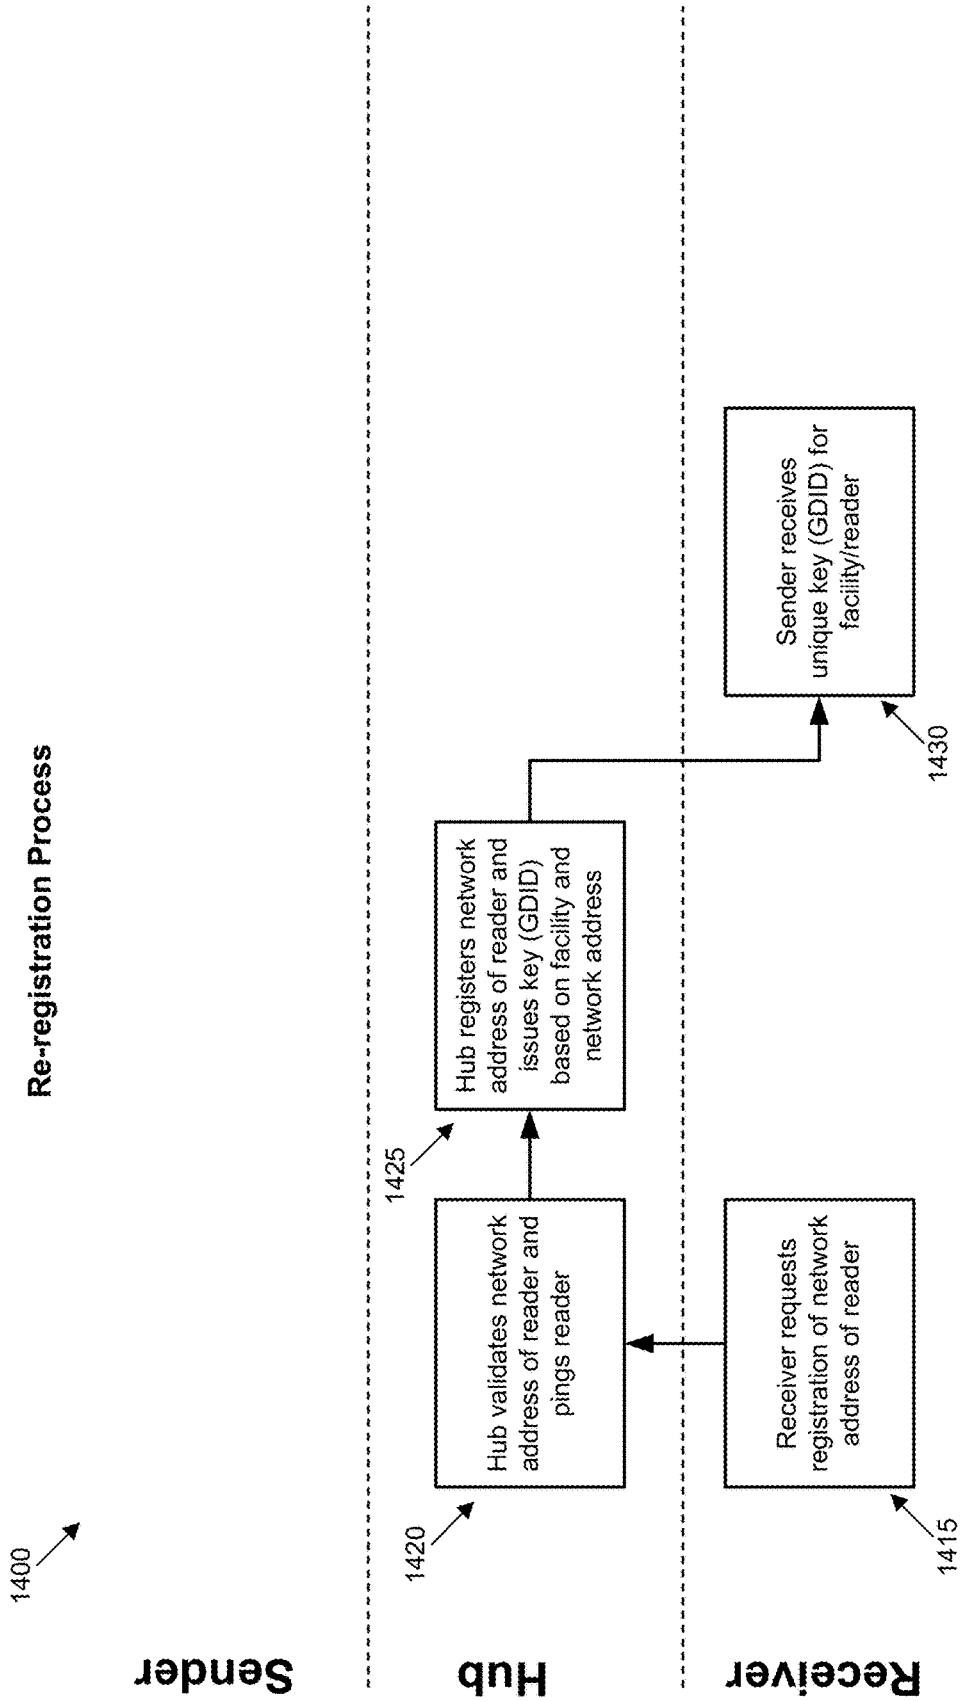 Re-registration Process
1400
Sender
Hub
1420
Hub validates network
address of reader and
pings reader
1425
Hub registers network
address of reader and
issues key (GDID)
based on facility and
network address
Receiver
1415
Receiver requests
registration of network
address of reader
1430
Sender receives
unique key (GDID) for
facility/reader